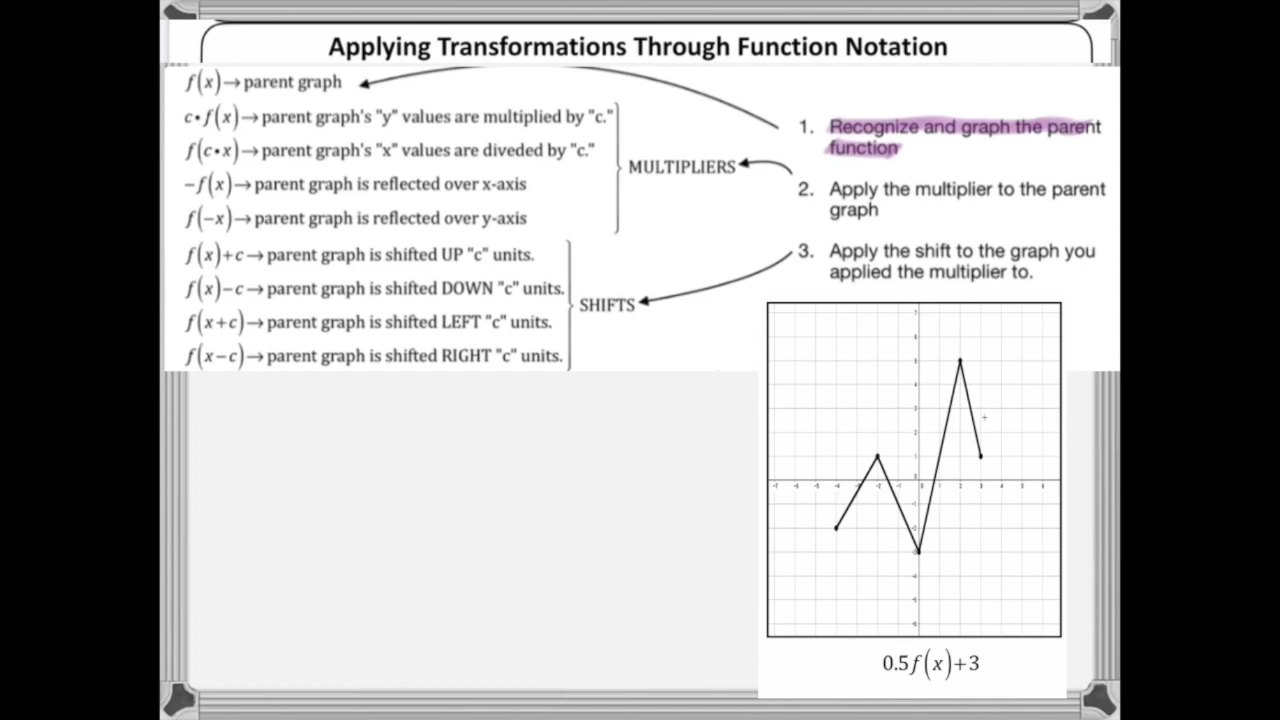 Applying Transformations Through Function Notation
f(x)→parent graph
c•f(x)→parent graph's "y" values are multiplied by "c."
f(c•x)→parent graph's "x" values are diveded by "c."
−f(x)→parent graph is reflected over x-axis
f(−x)→parent graph is reflected over y-axis
MULTIPLIERS
f(x)+c→parent graph is shifted UP "c" units.
f(x)−c→parent graph is shifted DOWN "c" units.
f(x+c)→parent graph is shifted LEFT "c" units.
f(x−c)→parent graph is shifted RIGHT "c" units.
SHIFTS
1. Recognize and graph the parent
function
2. Apply the multiplier to the parent
graph
3. Apply the shift to the graph you
applied the multiplier to.
0.5f(x)+3